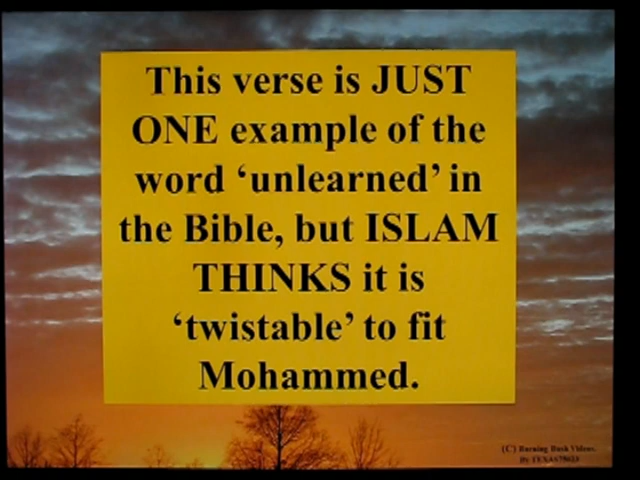 This verse is JUST
ONE example of the
word ‘unlearned’ in
the Bible, but ISLAM
THINKS it is
‘twistable’ to fit
Mohammed.
(C) Burning Bush Videos.
By